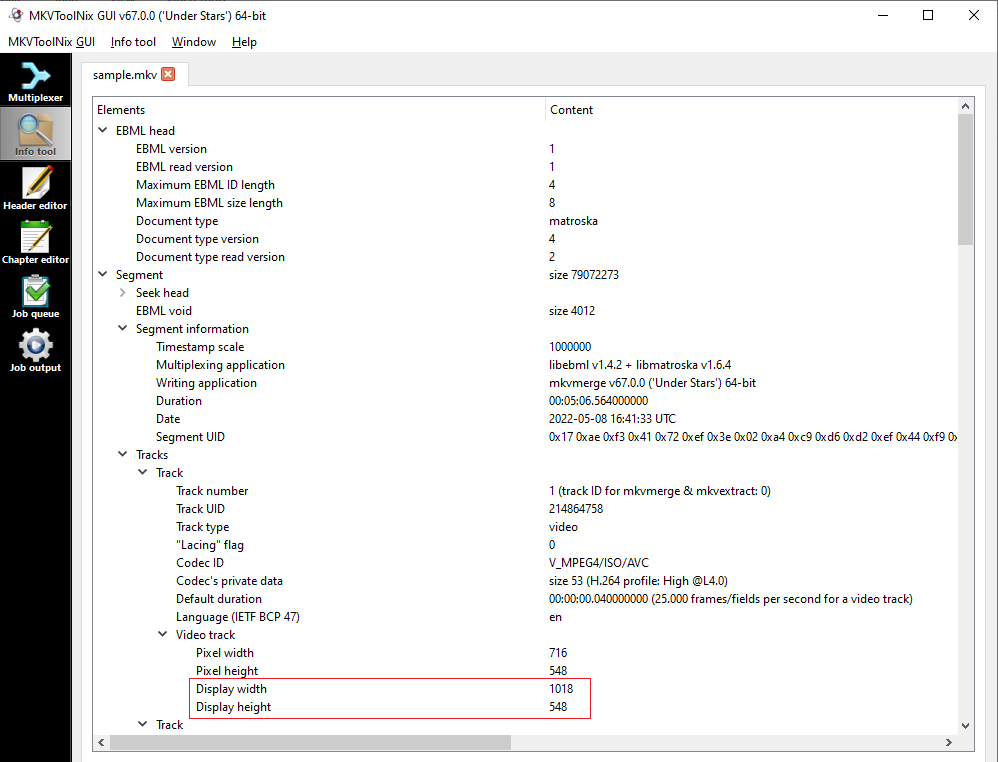 MKVToolNix GUI v67.0.0 ('Under Stars') 64-bit
MKVToolNix GUI Info tool Window Help
Multiplexer
Info tool
Header editor
Chapter editor
Job queue
Job output
sample.mkv
Elements Content
EBML head
EBML version 1
EBML read version 1
Maximum EBML ID length 4
Maximum EBML size length 8
Document type matroska
Document type version 4
Document type read version 2
Segment size 79072273
Seek head
EBML void size 4012
Segment information
Timestamp scale 1000000
Multiplexing application libebml v1.4.2 + libmatroska v1.6.4
Writing application mkvmerge v67.0.0 ('Under Stars') 64-bit
Duration 00:05:06.564000000
Date 2022-05-08 16:41:33 UTC
Segment UID 0x17 0xae 0xf3 0x41 0x72 0xef 0x3e 0x02 0xa4 0xc9 0xd6 0xd2 0xef 0x44 0xf9 0x
Tracks
Track
Track number 1 (track ID for mkvmerge & mkvextract: 0)
Track UID 214864758
Track type video
"Lacing" flag 0
Codec ID V_MPEG4/ISO/AVC
Codec's private data size 53 (H.264 profile: High @L4.0)
Default duration 00:00:00.040000000 (25.000 frames/fields per second for a video track)
Language (IETF BCP 47) en
Video track
Pixel width 716
Pixel height 548
Display width 1018
Display height 548
Track